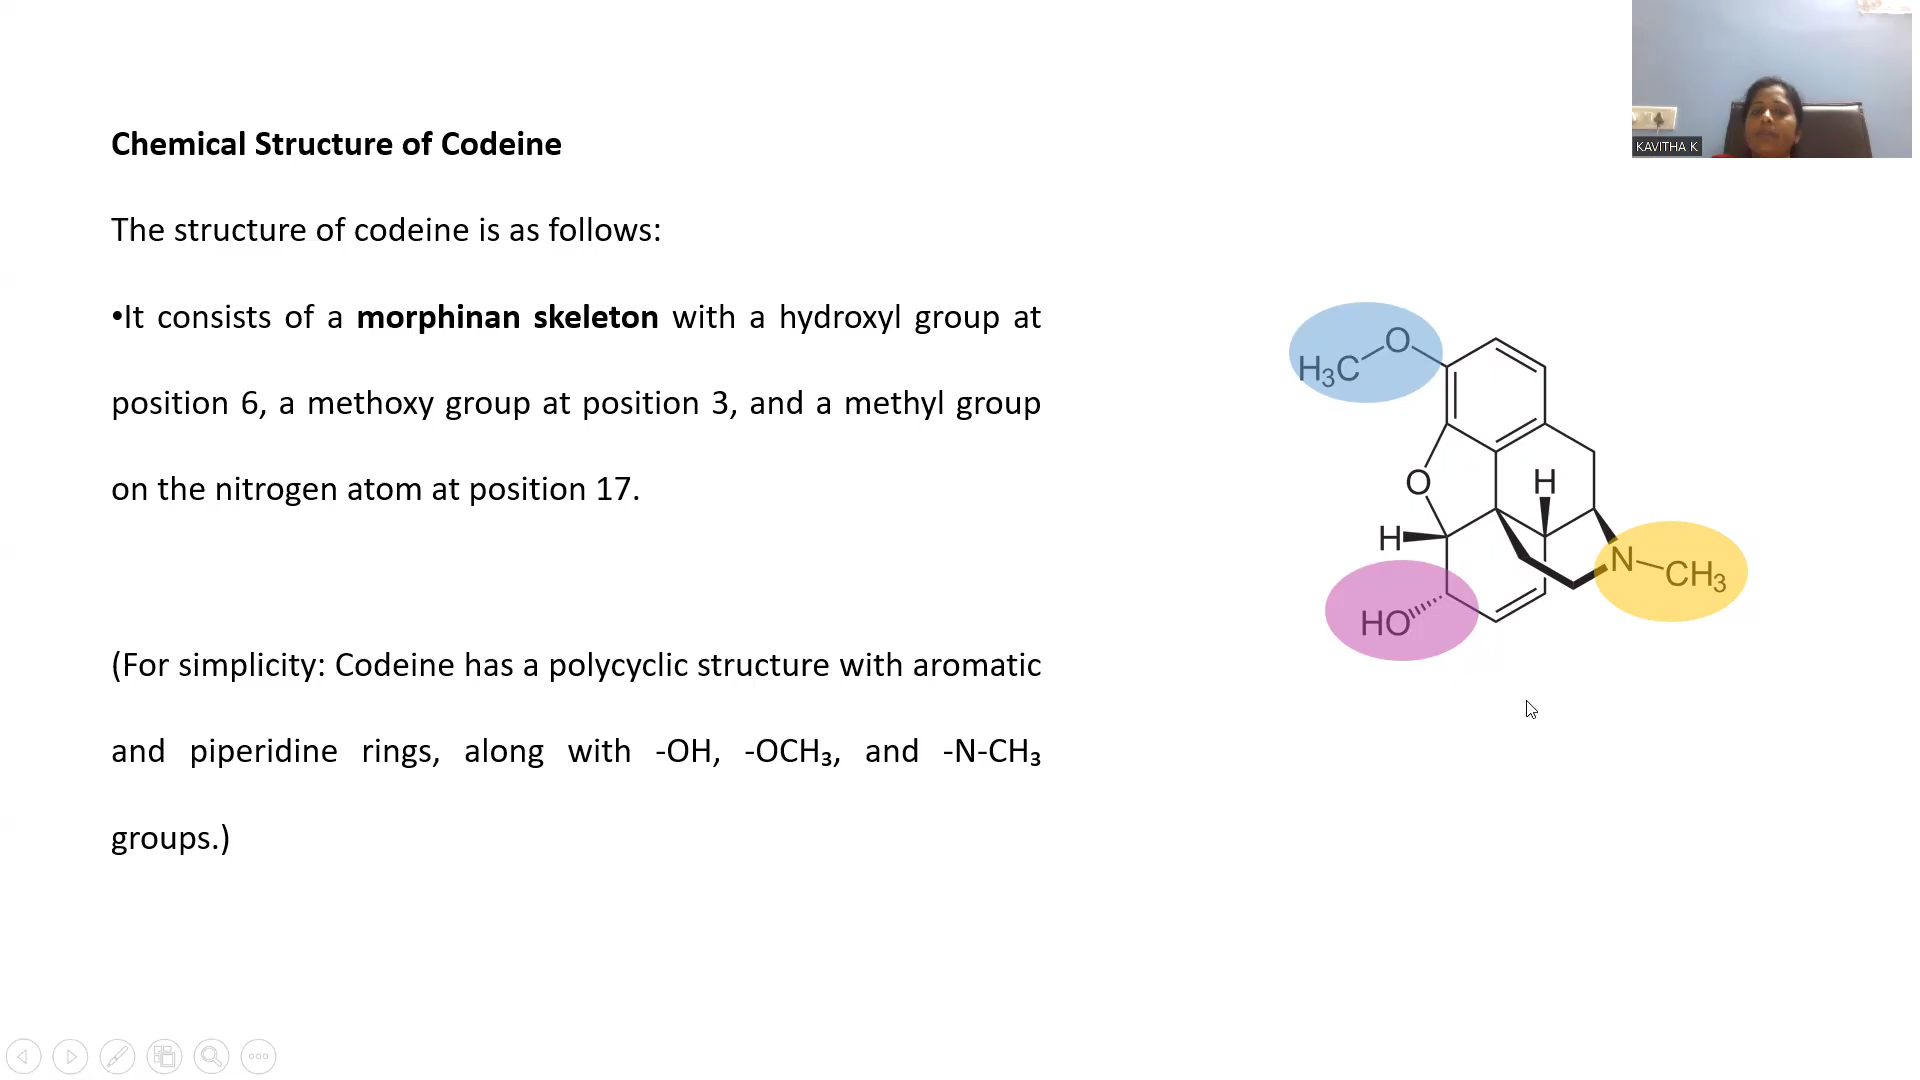 Chemical Structure of Codeine
The structure of codeine is as follows:
•It consists of a morphinan skeleton with a hydroxyl group at
position 6, a methoxy group at position 3, and a methyl group
on the nitrogen atom at position 17.
(For simplicity: Codeine has a polycyclic structure with aromatic
and piperidine rings, along with -OH, -OCH₃, and -N-CH₃
groups.)
KAVITHA K
H₃C O
O
H
H
N CH₃
HO